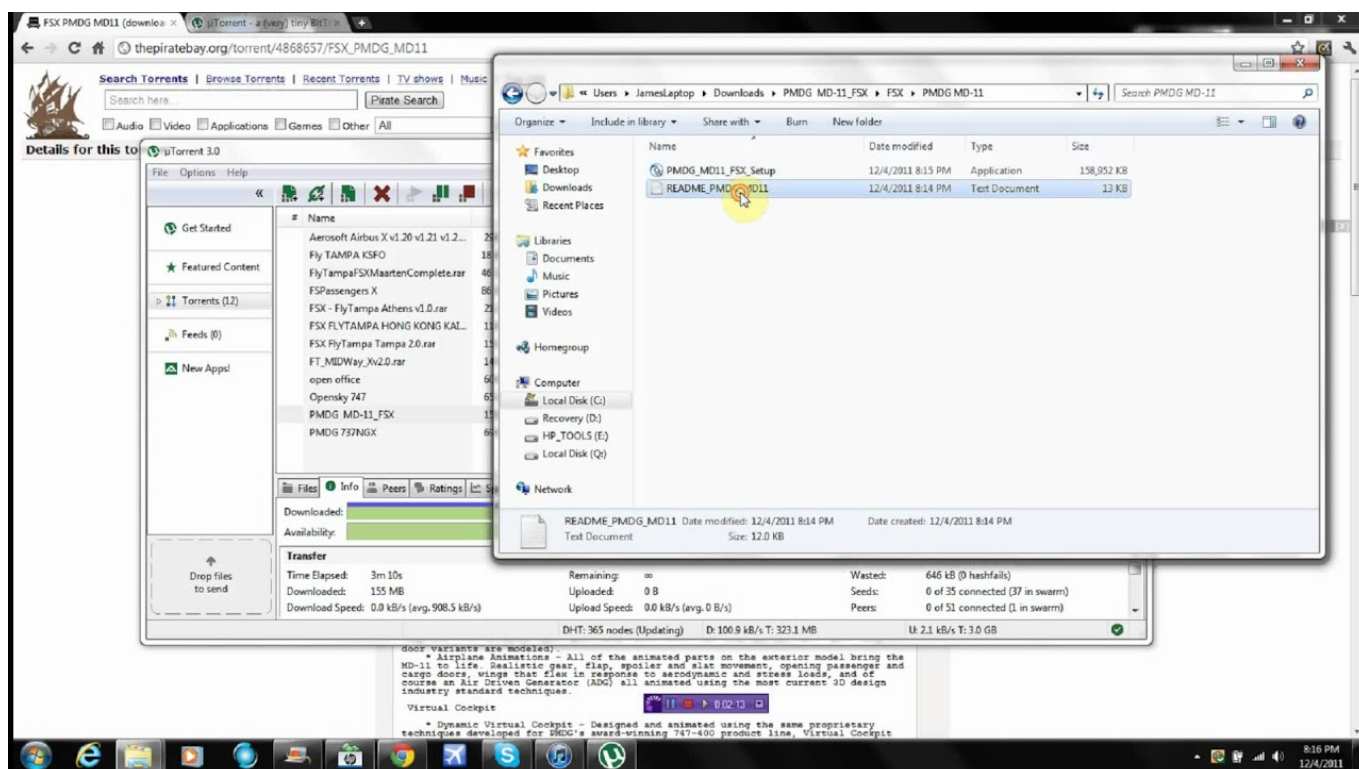 FSX PMDG MD11 (downloa
µTorrent - a (very) tiny BitT
thepiratebay.org/torrent/4868657/FSX_PMDG_MD11
Search Torrents | Browse Torrents | Recent Torrents | TV shows | Music
Search here...
Pirate Search
Audio Video Applications Games Other All
Details for this to
µTorrent 3.0
File Options Help
«
Get Started
Featured Content
Torrents (12)
Feeds (0)
New Apps!
Drop files
to send
# Name
Aerosoft Airbus X v1.20 v1.21 v1.2...
Fly TAMPA KSFO
FlyTampaFSXMaartenComplete.rar
FSPassengers X
FSX - FlyTampa Athens v1.0.rar
FSX FLYTAMPA HONG KONG KAI...
FSX FlyTampa Tampa 2.0.rar
FT_MIDWay_Xv2.0.rar
open office
Opensky 747
PMDG MD-11_FSX
PMDG 737NGX
Files Info Peers Ratings
Downloaded:
Availability:
Transfer
Time Elapsed: 3m 10s Remaining: ∞ Wasted: 646 kB (0 hashfails)
Downloaded: 155 MB Uploaded: 0 B Seeds: 0 of 35 connected (37 in swarm)
Download Speed: 0.0 kB/s (avg. 908.5 kB/s) Upload Speed: 0.0 kB/s (avg. 0 B/s) Peers: 0 of 51 connected (1 in swarm)
DHT: 365 nodes (Updating) D: 100.9 kB/s T: 323.1 MB U: 2.1 kB/s T: 3.0 GB
« Users JamesLaptop Downloads PMDG MD-11_FSX FSX PMDG MD-11
Search PMDG MD-11
Organize Include in library Share with Burn New folder
Favorites
Desktop
Downloads
Recent Places
Libraries
Documents
Music
Pictures
Videos
Homegroup
Computer
Local Disk (C:)
Recovery (D:)
HP_TOOLS (E:)
Local Disk (Q:)
Network
Name Date modified Type Size
PMDG_MD11_FSX_Setup 12/4/2011 8:15 PM Application 158,952 KB
README_PMDG_MD11 12/4/2011 8:14 PM Text Document 13 KB
README_PMDG_MD11 Date modified: 12/4/2011 8:14 PM Date created: 12/4/2011 8:14 PM
Text Document Size: 12.0 KB
door variants are modeled).
* Airplane Animations - All of the animated parts on the exterior model bring the
MD-11 to life. Realistic gear, flap, spoiler and slat movement, opening passenger and
cargo doors, wings that flex in response to aerodynamic and stress loads, and of
course an Air Driven Generator (ADG) all animated using the most current 3D design
industry standard techniques.
Virtual Cockpit
0:02:13
* Dynamic Virtual Cockpit - Designed and animated using the same proprietary
techniques developed for PMDG's award-winning 747-400 product line, Virtual Cockpit
8:16 PM
12/4/2011